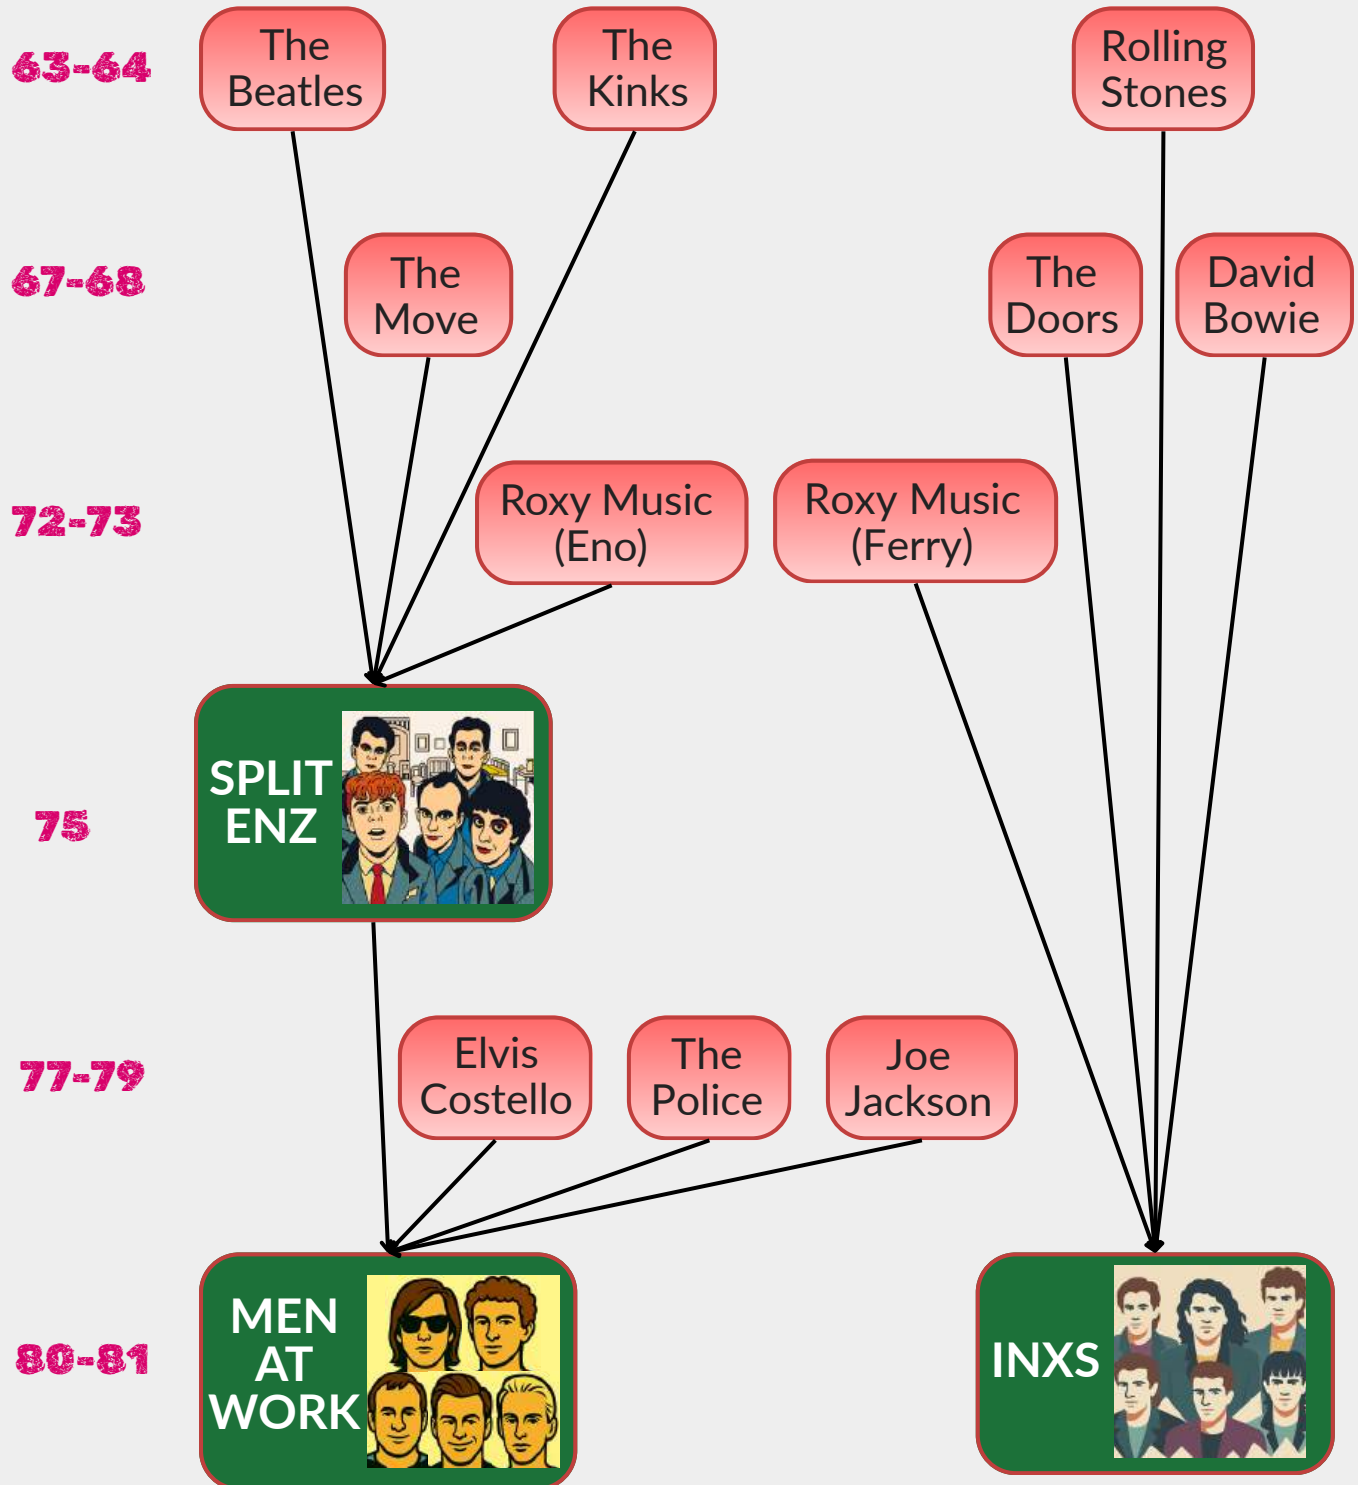 63-64
The
Beatles
The
Kinks
Rolling
Stones
67-68
The
Move
The
Doors
David
Bowie
72-73
Roxy Music
(Eno)
Roxy Music
(Ferry)
75
SPLIT
ENZ
77-79
Elvis
Costello
The
Police
Joe
Jackson
80-81
MEN
AT
WORK
INXS